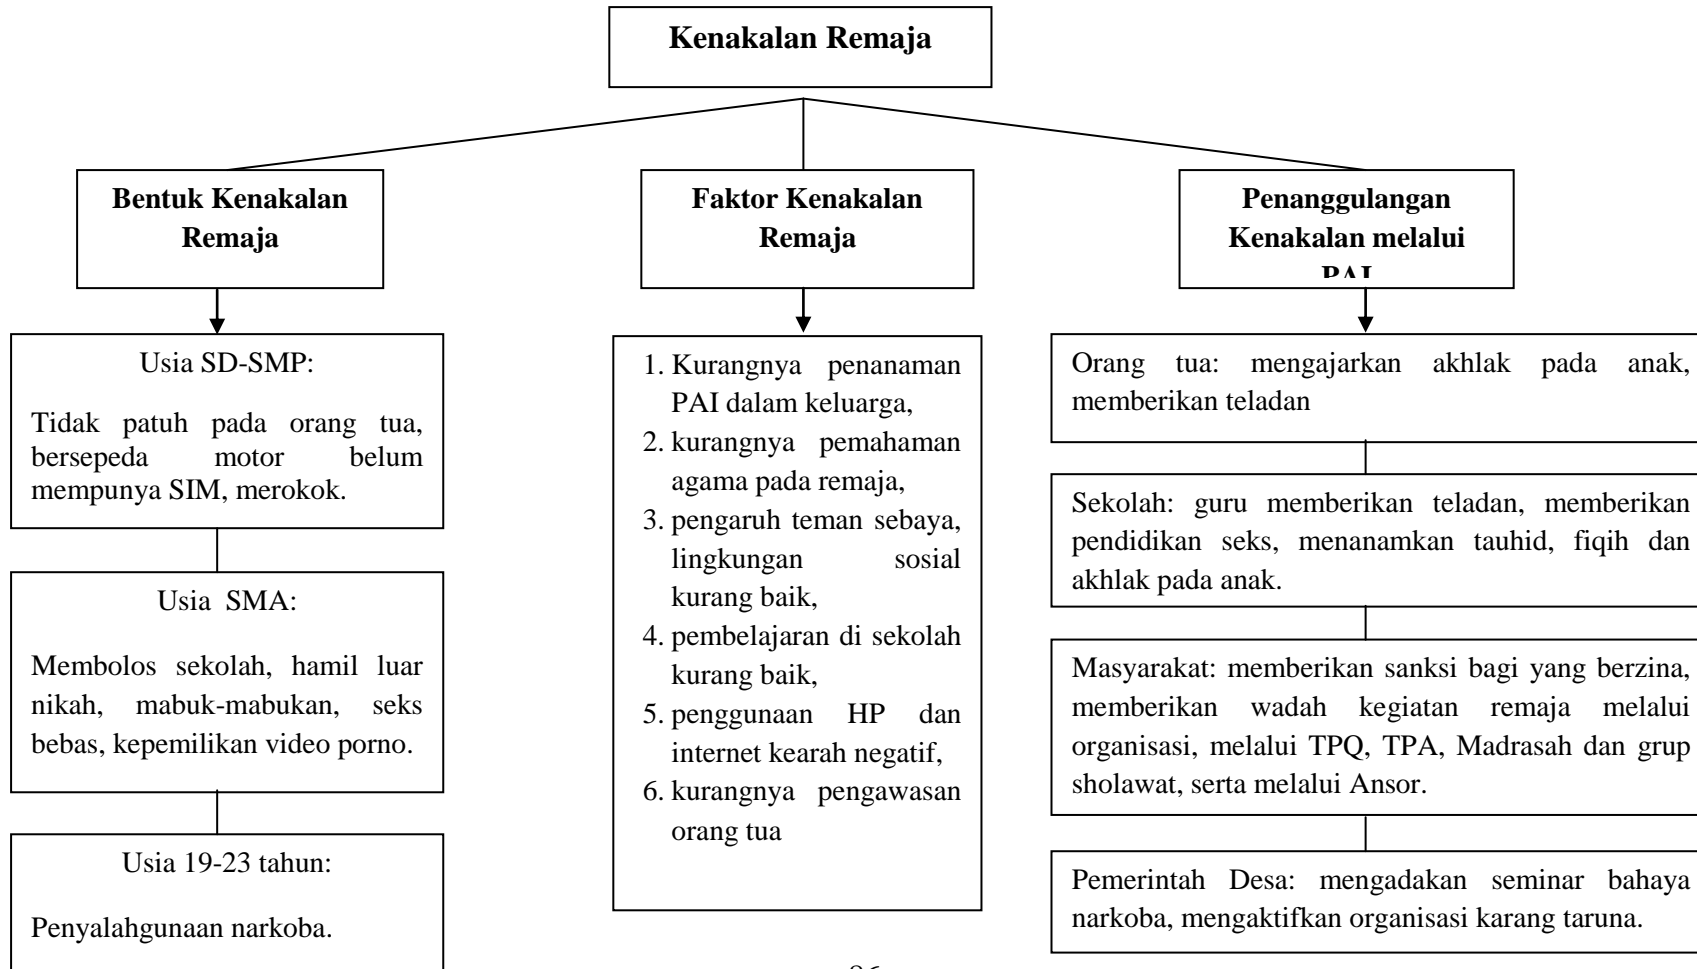 Kenakalan Remaja
Bentuk Kenakalan
Remaja
Usia SD-SMP:
Tidak patuh pada orang tua,
bersepeda motor belum
mempunya SIM, merokok.
Usia SMA:
Membolos sekolah, hamil luar
nikah, mabuk-mabukan, seks
bebas, kepemilikan video porno.
Usia 19-23 tahun:
Penyalahgunaan narkoba.
Faktor Kenakalan
Remaja
1. Kurangnya penanaman
PAI dalam keluarga,
2. kurangnya pemahaman
agama pada remaja,
3. pengaruh teman sebaya,
lingkungan sosial
kurang baik,
4. pembelajaran di sekolah
kurang baik,
5. penggunaan HP dan
internet kearah negatif,
6. kurangnya pengawasan
orang tua
Penanggulangan
Kenakalan melalui
PAI
Orang tua: mengajarkan akhlak pada anak,
memberikan teladan
Sekolah: guru memberikan teladan, memberikan
pendidikan seks, menanamkan tauhid, fiqih dan
akhlak pada anak.
Masyarakat: memberikan sanksi bagi yang berzina,
memberikan wadah kegiatan remaja melalui
organisasi, melalui TPQ, TPA, Madrasah dan grup
sholawat, serta melalui Ansor.
Pemerintah Desa: mengadakan seminar bahaya
narkoba, mengaktifkan organisasi karang taruna.